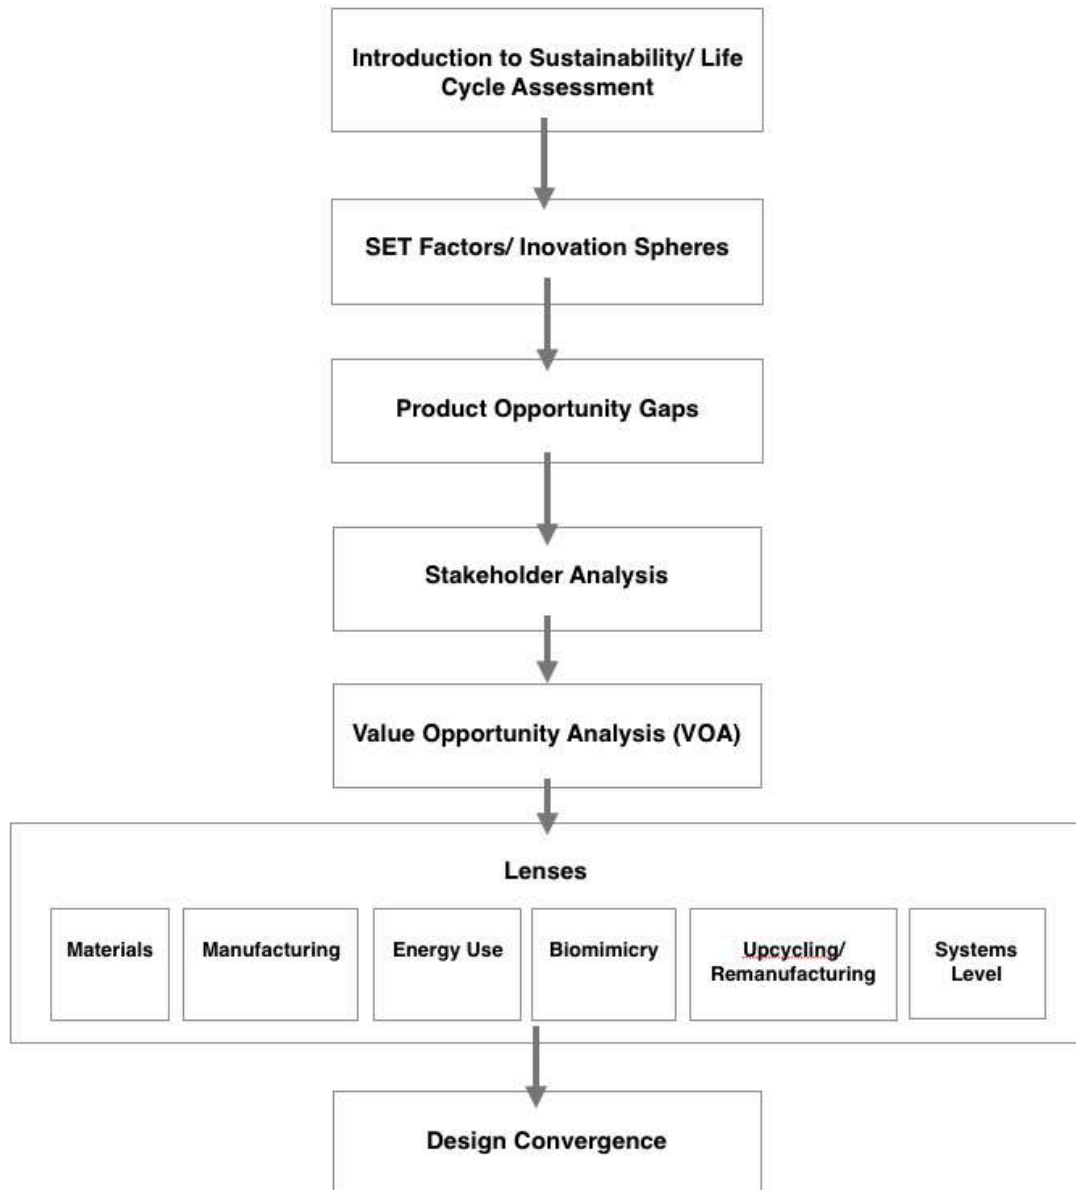 Introduction to Sustainability/ Life
Cycle Assessment
SET Factors/ Inovation Spheres
Product Opportunity Gaps
Stakeholder Analysis
Value Opportunity Analysis (VOA)
Lenses
Materials
Manufacturing
Energy Use
Biomimicry
Upcycling/
Remanufacturing
Systems
Level
Design Convergence